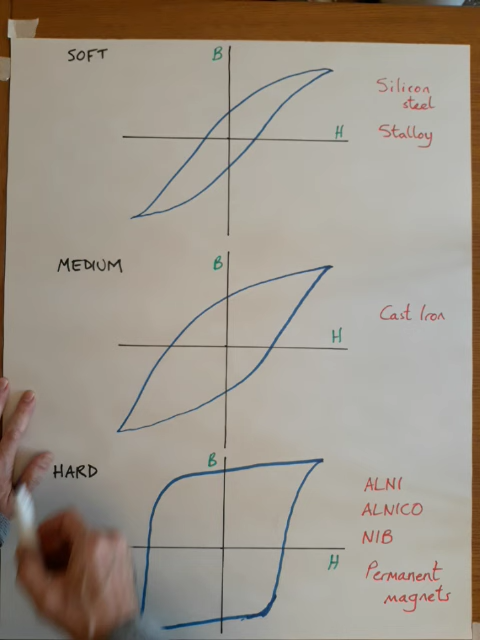 SOFT
B
Silicon
steel
H
Stalloy
MEDIUM
B
Cast Iron
H
HARD
B
ALNI
ALNICO
NIB
H
Permanent
magnets